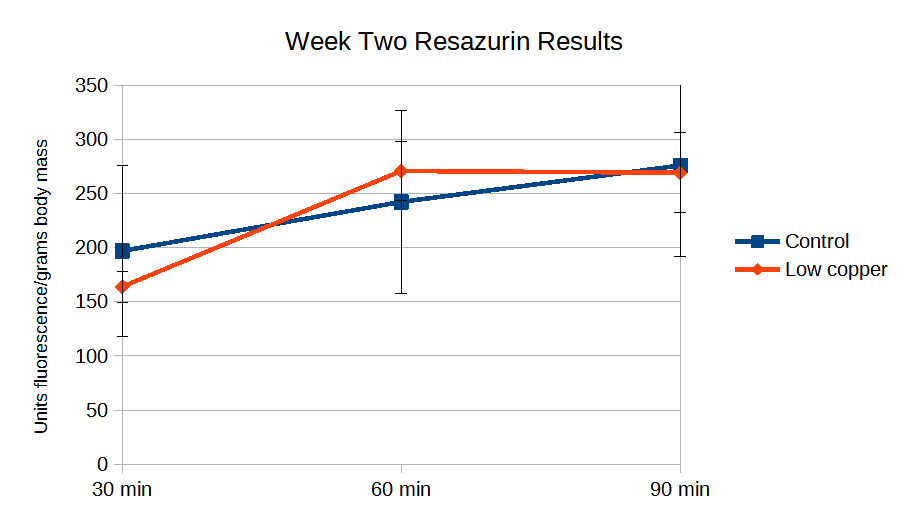 Week Two Resazurin Results
Units fluorescence/grams body mass
350
300
250
200
150
100
50
0
30 min
60 min
90 min
Control
Low copper